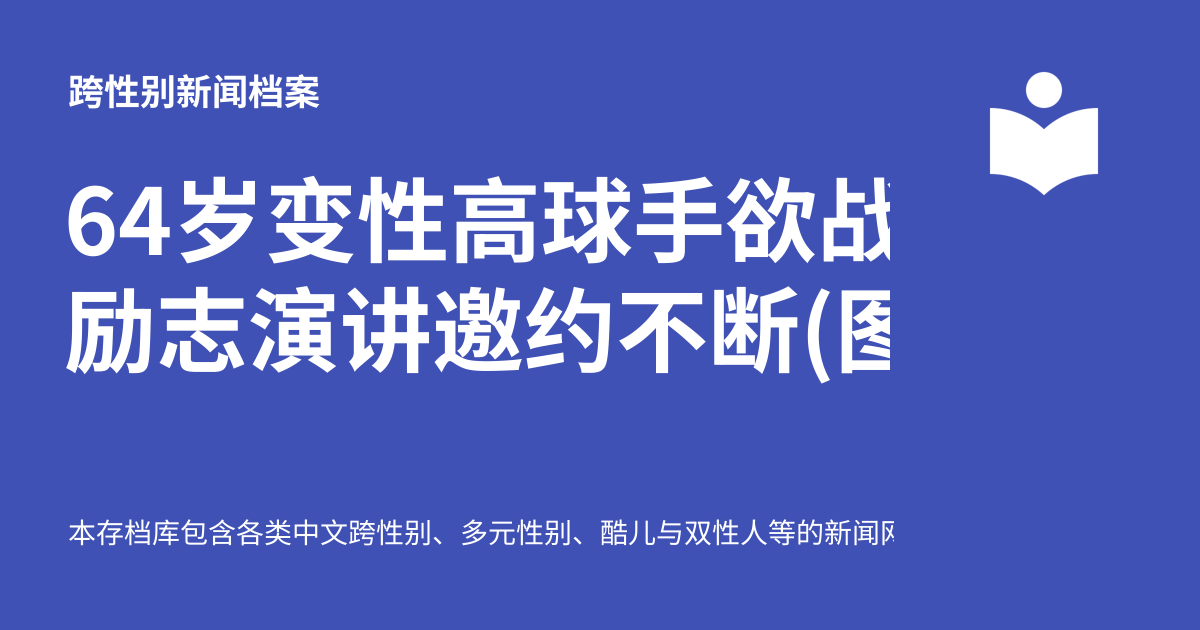 跨性别新闻档案
64岁变性高球手欲战
励志演讲邀约不断(图
本存档库包含各类中文跨性别、多元性别、酷儿与双性人等的新闻网